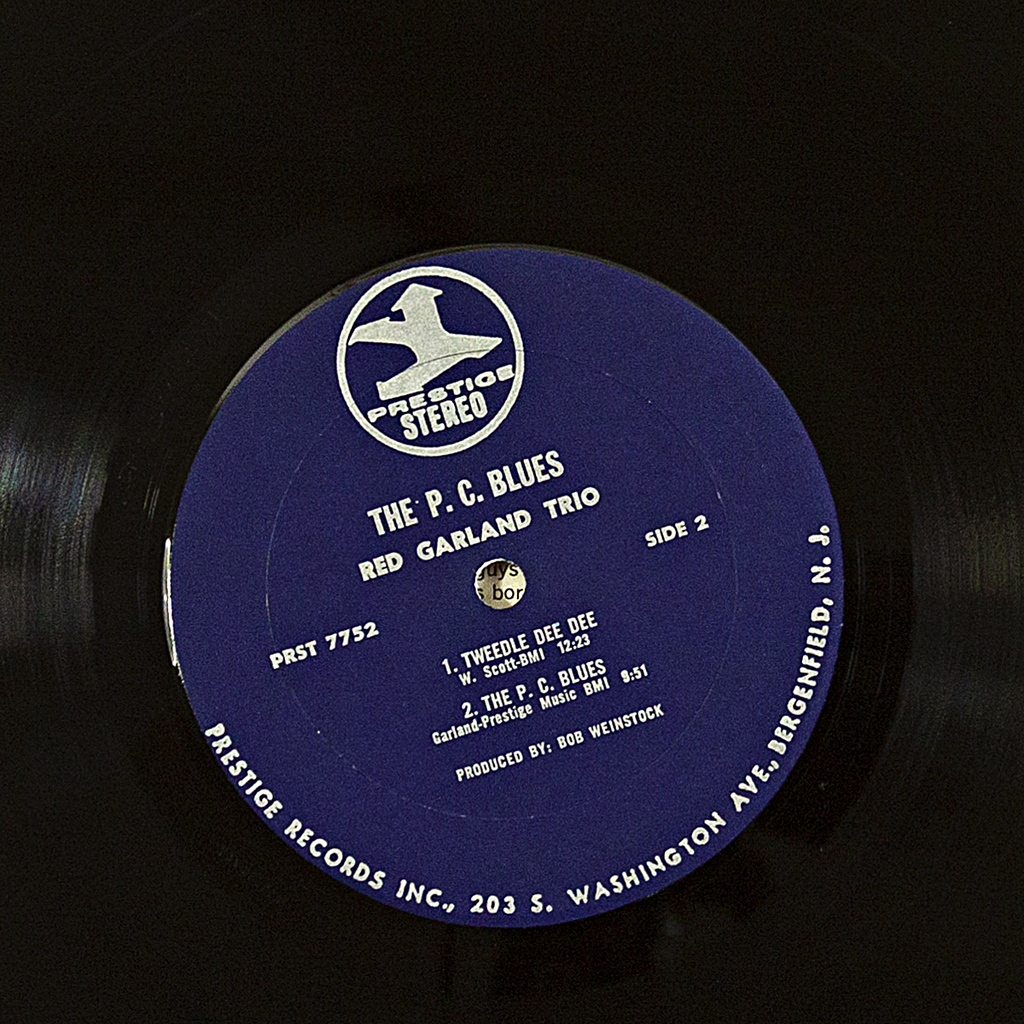 PRESTIGE
STEREO
THE P. C. BLUES
RED GARLAND TRIO
SIDE 2
guys
s bor
PRST 7752
1. TWEEDLE DEE DEE
W. Scott-BMI 12:23
2. THE P. C. BLUES
Garland-Prestige Music BMI 9:51
PRODUCED BY: BOB WEINSTOCK
PRESTIGE RECORDS INC., 203 S. WASHINGTON AVE., BERGENFIELD, N. J.